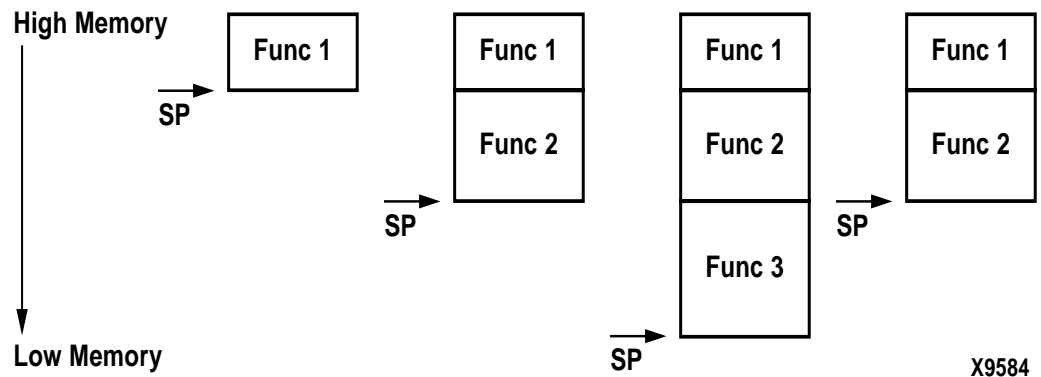 High Memory
Func 1
Func 1
Func 1
Func 1
SP
Func 2
Func 2
Func 2
SP
SP
Func 3
SP
Low Memory
X9584